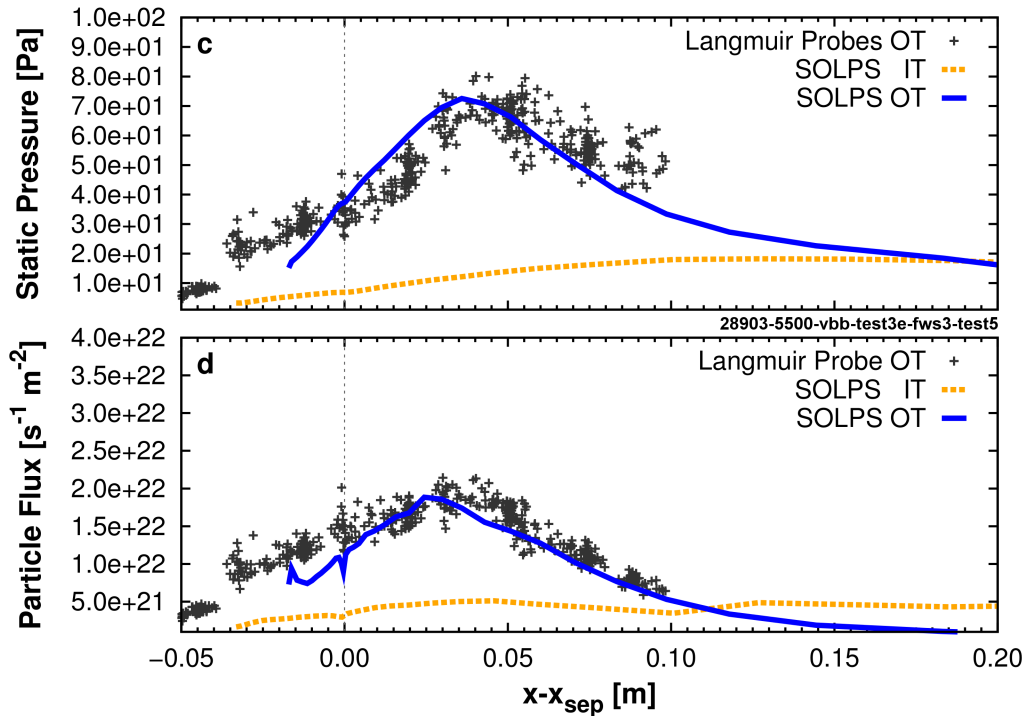 1.0e+02
9.0e+01
8.0e+01
7.0e+01
6.0e+01
5.0e+01
4.0e+01
3.0e+01
2.0e+01
1.0e+01
Static Pressure [Pa]
c
Langmuir Probes OT
SOLPS IT
SOLPS OT
28903-5500-vbb-test3e-fws3-test5
4.0e+22
3.5e+22
3.0e+22
2.5e+22
2.0e+22
1.5e+22
1.0e+22
5.0e+21
Particle Flux [s⁻¹ m⁻²]
d
Langmuir Probe OT
SOLPS IT
SOLPS OT
−0.05 0.00 0.05 0.10 0.15 0.20
x-x_sep [m]